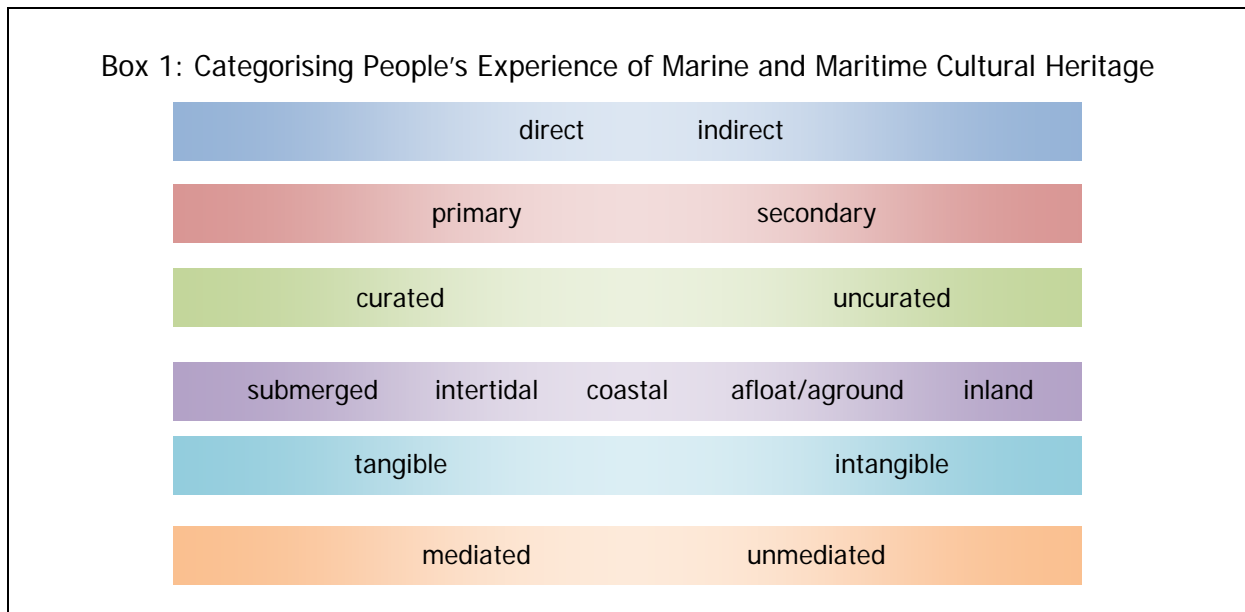 Box 1: Categorising People's Experience of Marine and Maritime Cultural Heritage
direct indirect
primary secondary
curated uncurated
submerged intertidal coastal afloat/aground inland
tangible intangible
mediated unmediated